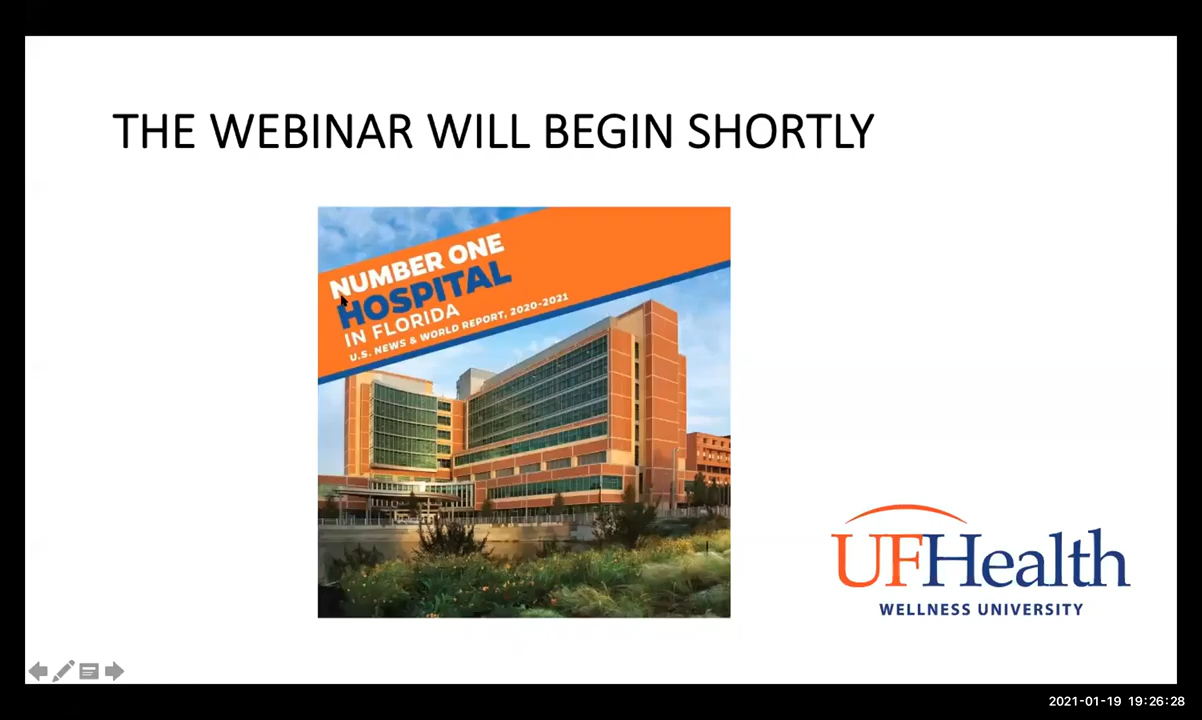 THE WEBINAR WILL BEGIN SHORTLY
NUMBER ONE
HOSPITAL
IN FLORIDA
U.S. NEWS & WORLD REPORT, 2020-2021
UFHealth
WELLNESS UNIVERSITY
2021-01-19 19:26:28